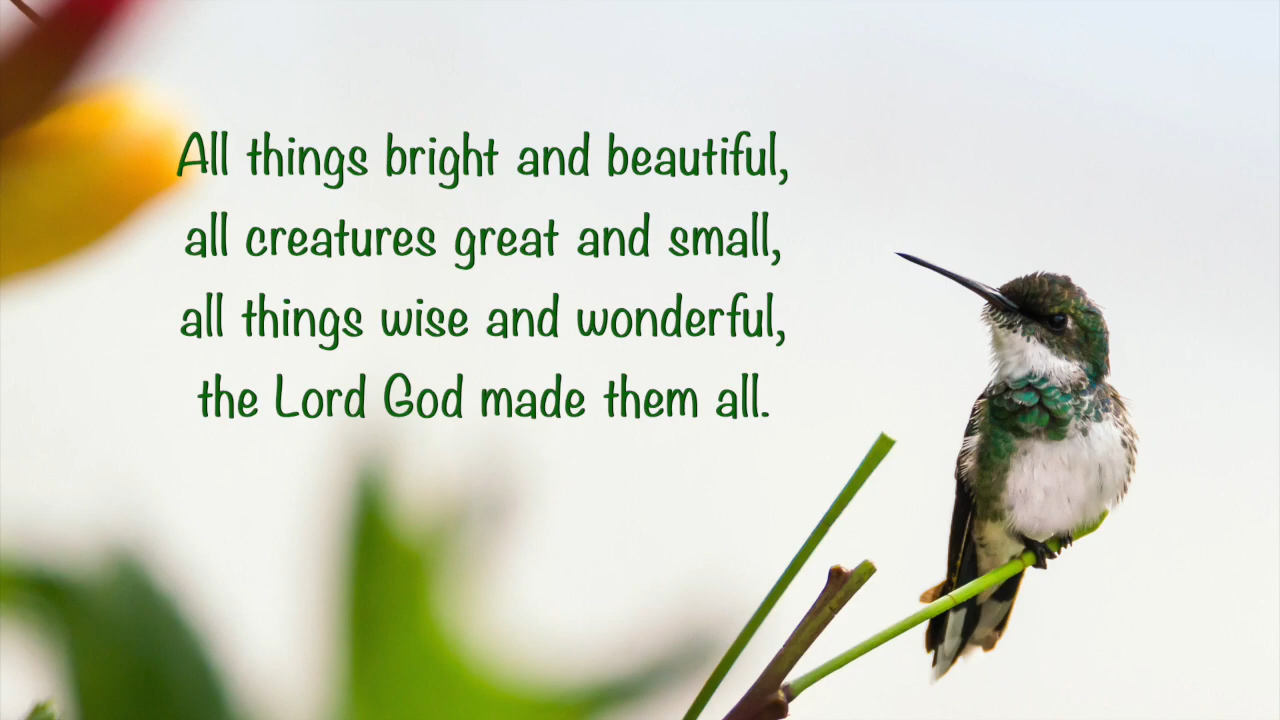 All things bright and beautiful,
all creatures great and small,
all things wise and wonderful,
the Lord God made them all.